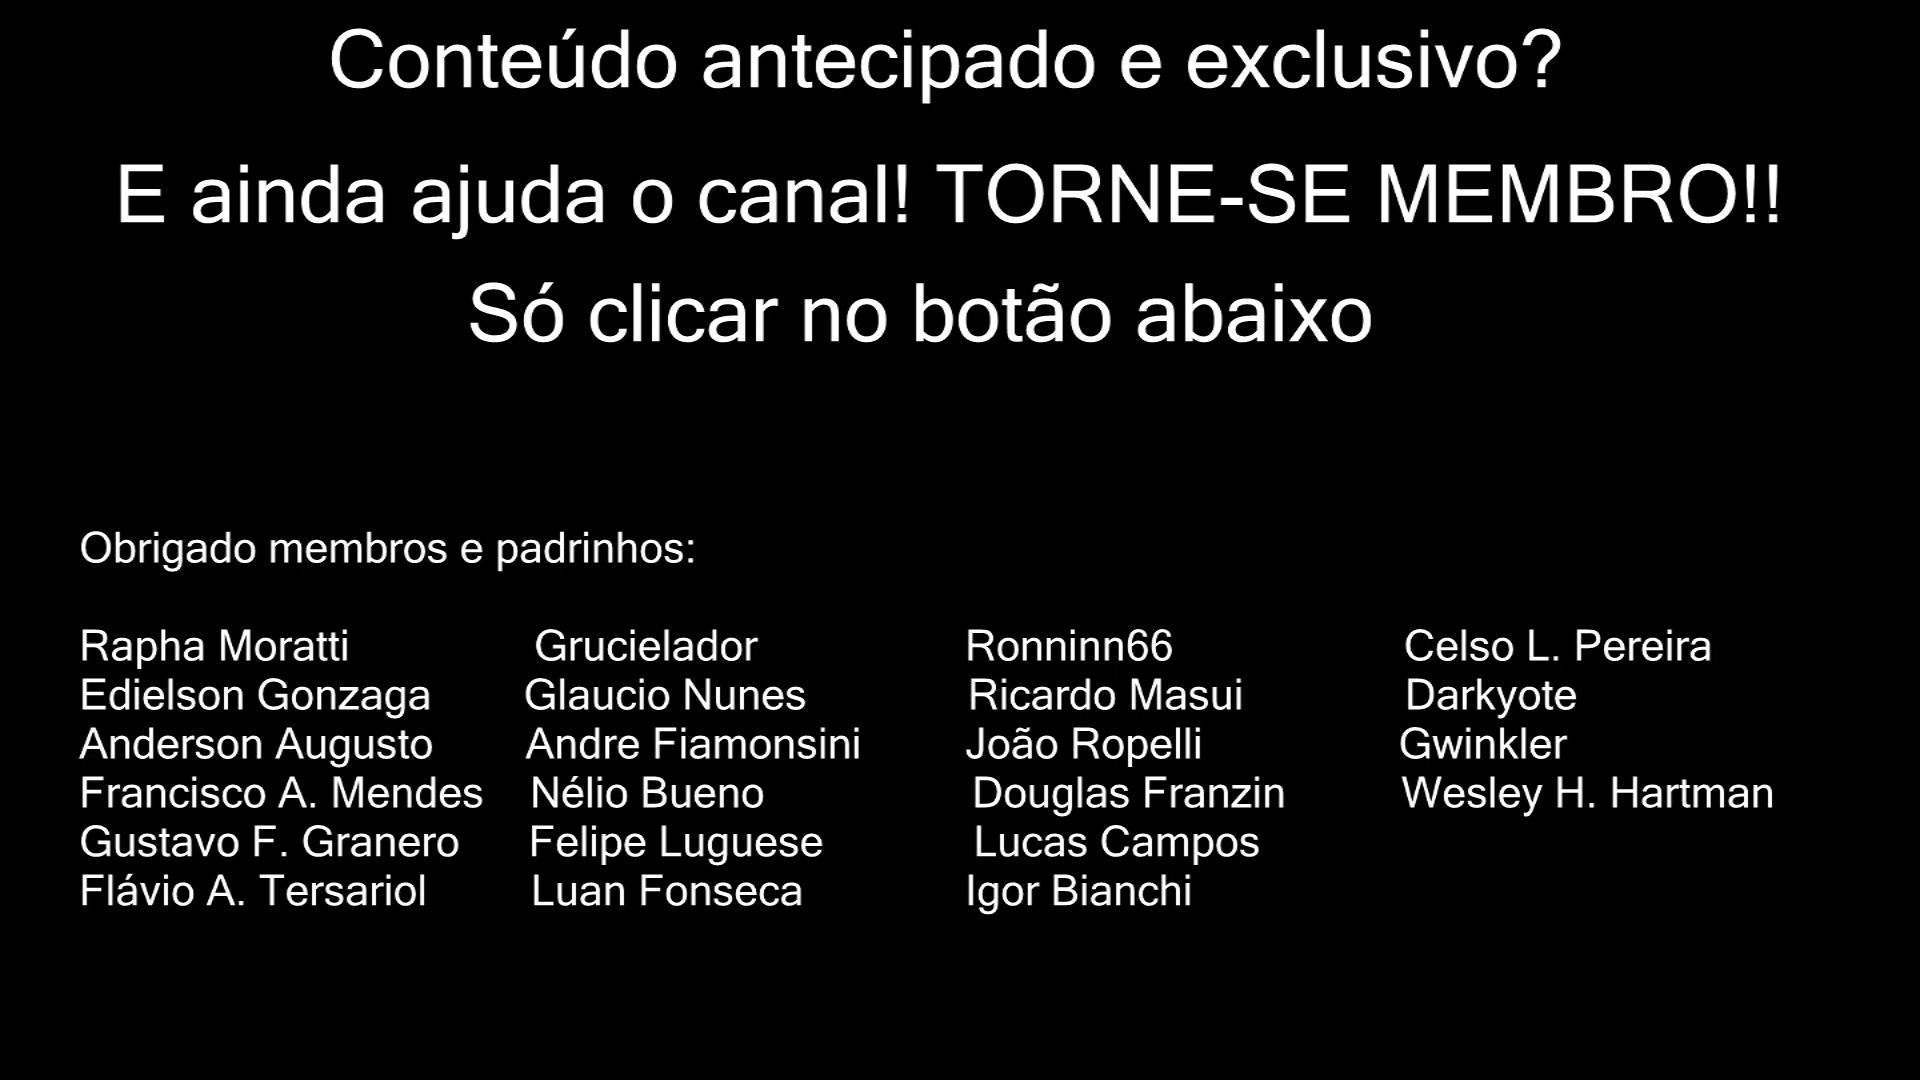 Conteúdo antecipado e exclusivo?
E ainda ajuda o canal! TORNE-SE MEMBRO!!
Só clicar no botão abaixo
Obrigado membros e padrinhos:
Rapha Moratti Grucielador Ronninn66 Celso L. Pereira
Edielson Gonzaga Glaucio Nunes Ricardo Masui Darkyote
Anderson Augusto Andre Fiamonsini João Ropelli Gwinkler
Francisco A. Mendes Nélio Bueno Douglas Franzin Wesley H. Hartman
Gustavo F. Granero Felipe Luguese Lucas Campos
Flávio A. Tersariol Luan Fonseca Igor Bianchi